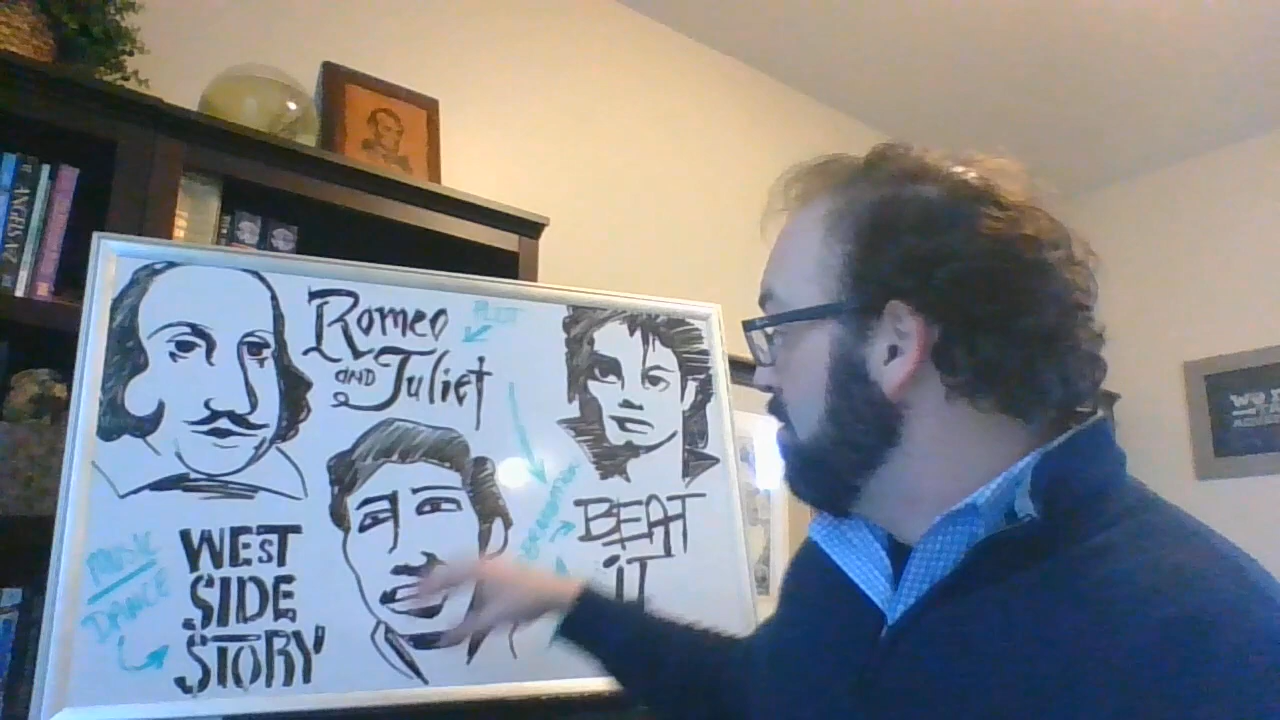 Romeo
AND Juliet
PLOT
BEAT
IT
MUSIC
DANCE
WEST
SIDE
STORY